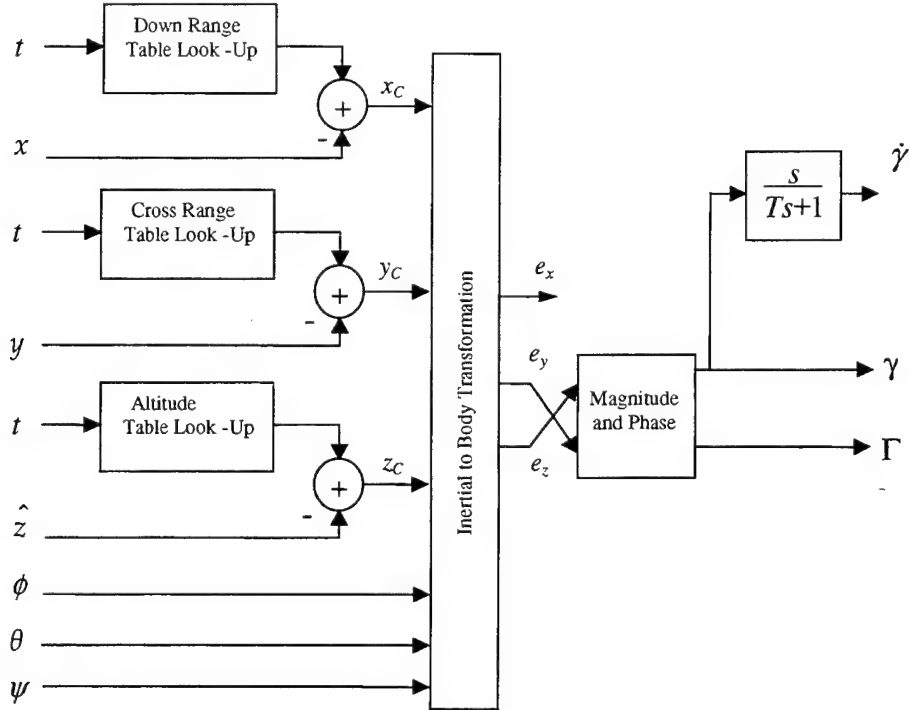 t
Down Range
Table Look -Up
+
-
x_C
x
t
Cross Range
Table Look -Up
+
-
y_C
y
t
Altitude
Table Look -Up
+
-
z_C
ẑ
ϕ
θ
ψ
Inertial to Body Transformation
e_x
e_y
e_z
Magnitude
and Phase
s
Ts+1
γ̇
γ
Γ